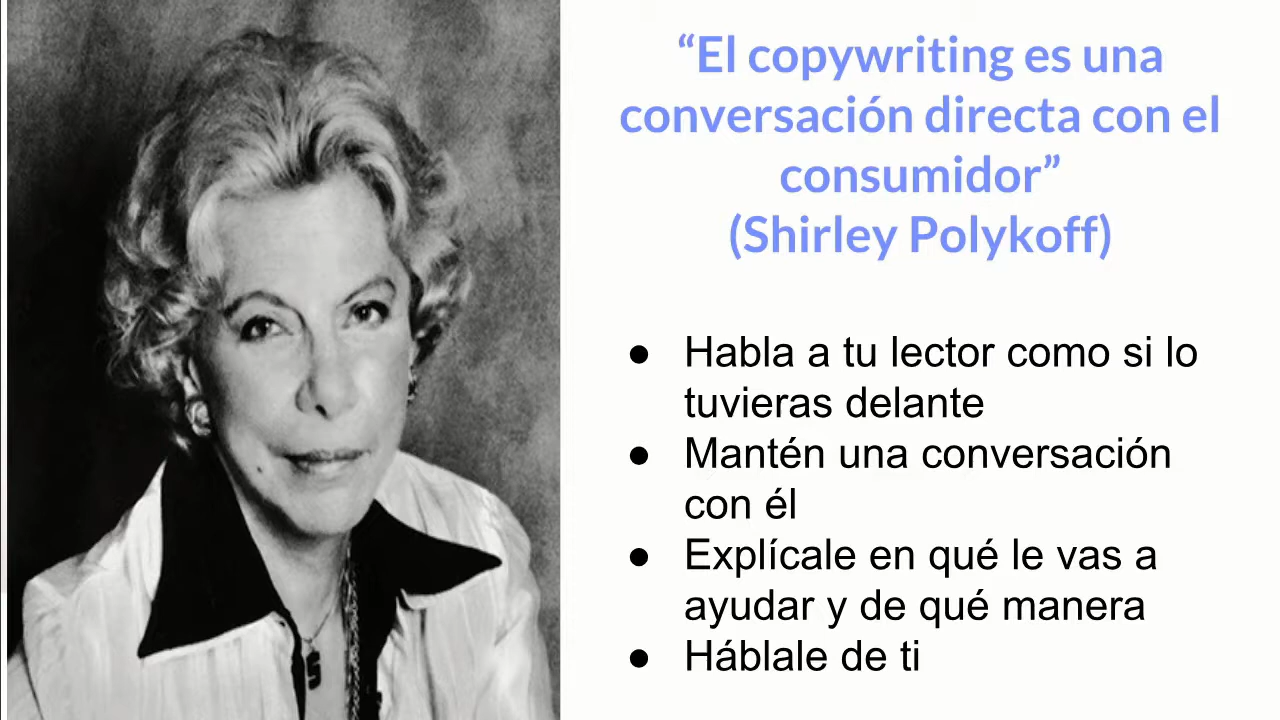 “El copywriting es una
conversación directa con el
consumidor”
(Shirley Polykoff)
● Habla a tu lector como si lo
tuvieras delante
● Mantén una conversación
con él
● Explícale en qué le vas a
ayudar y de qué manera
● Háblale de ti
S